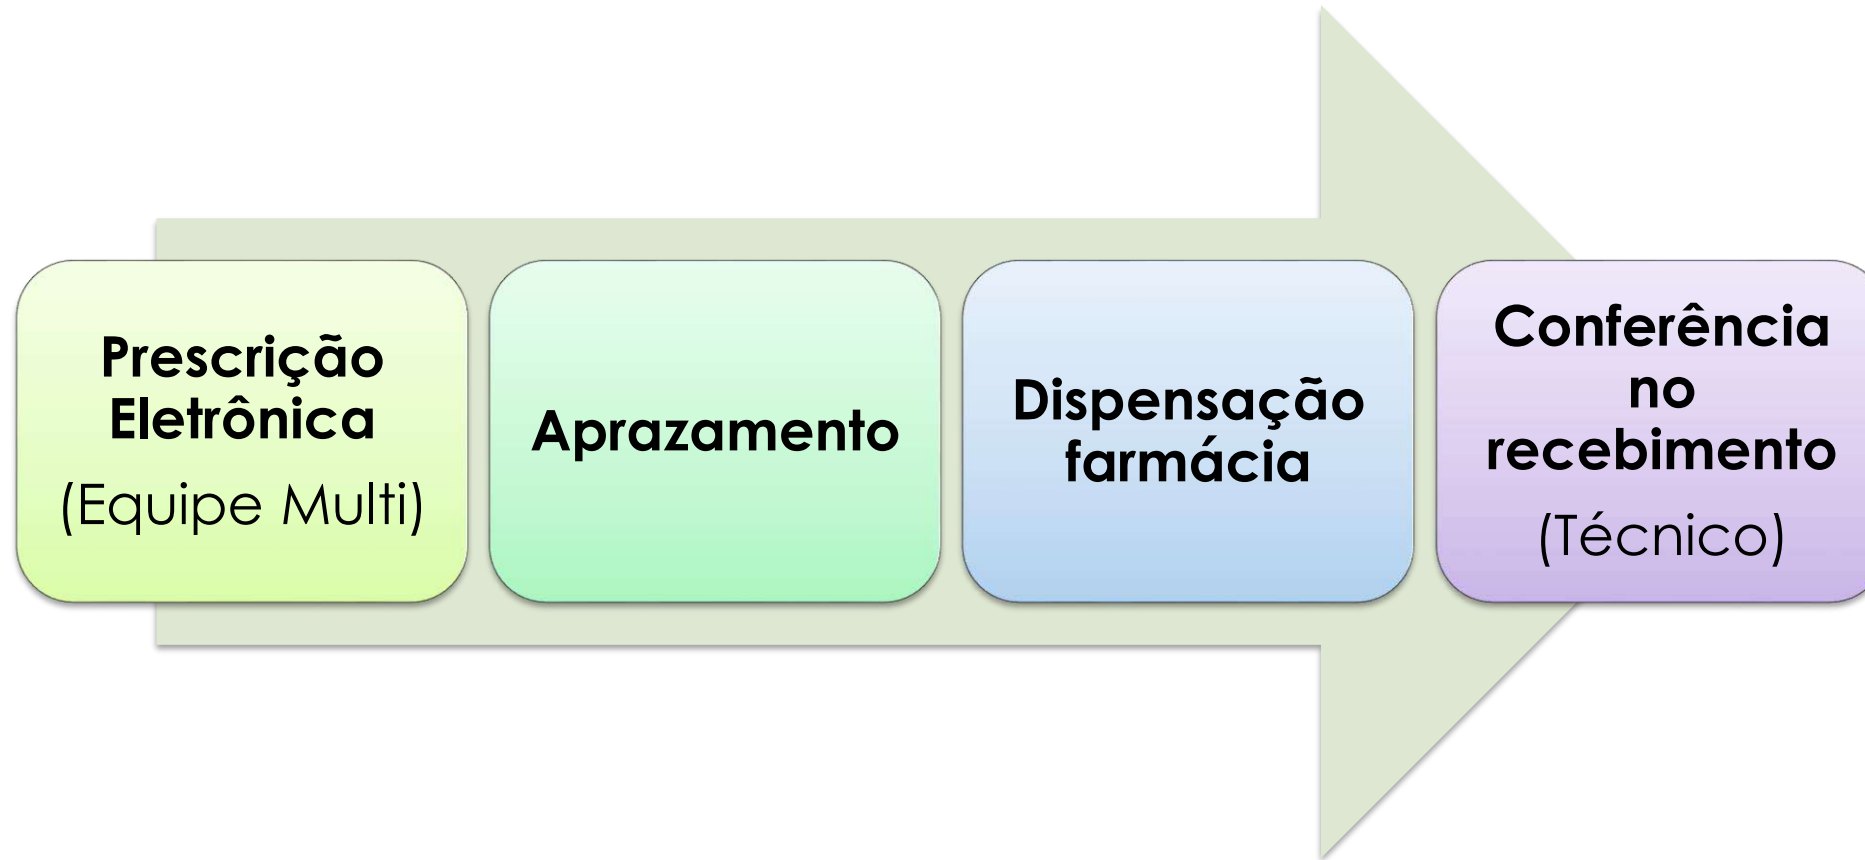 Prescrição
Eletrônica
(Equipe Multi)
Aprazamento
Dispensação
farmácia
Conferência
no
recebimento
(Técnico)